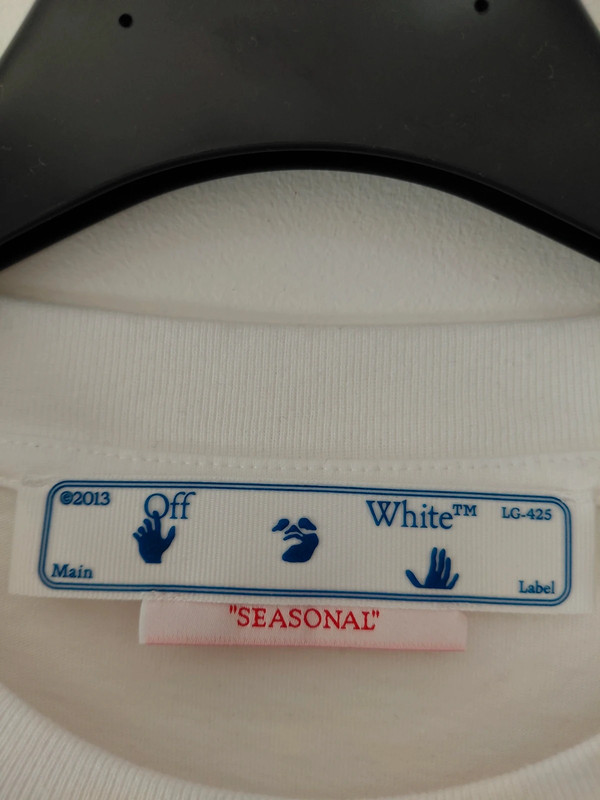 ©2013 Off White™ LG-425
Main Label
"SEASONAL"